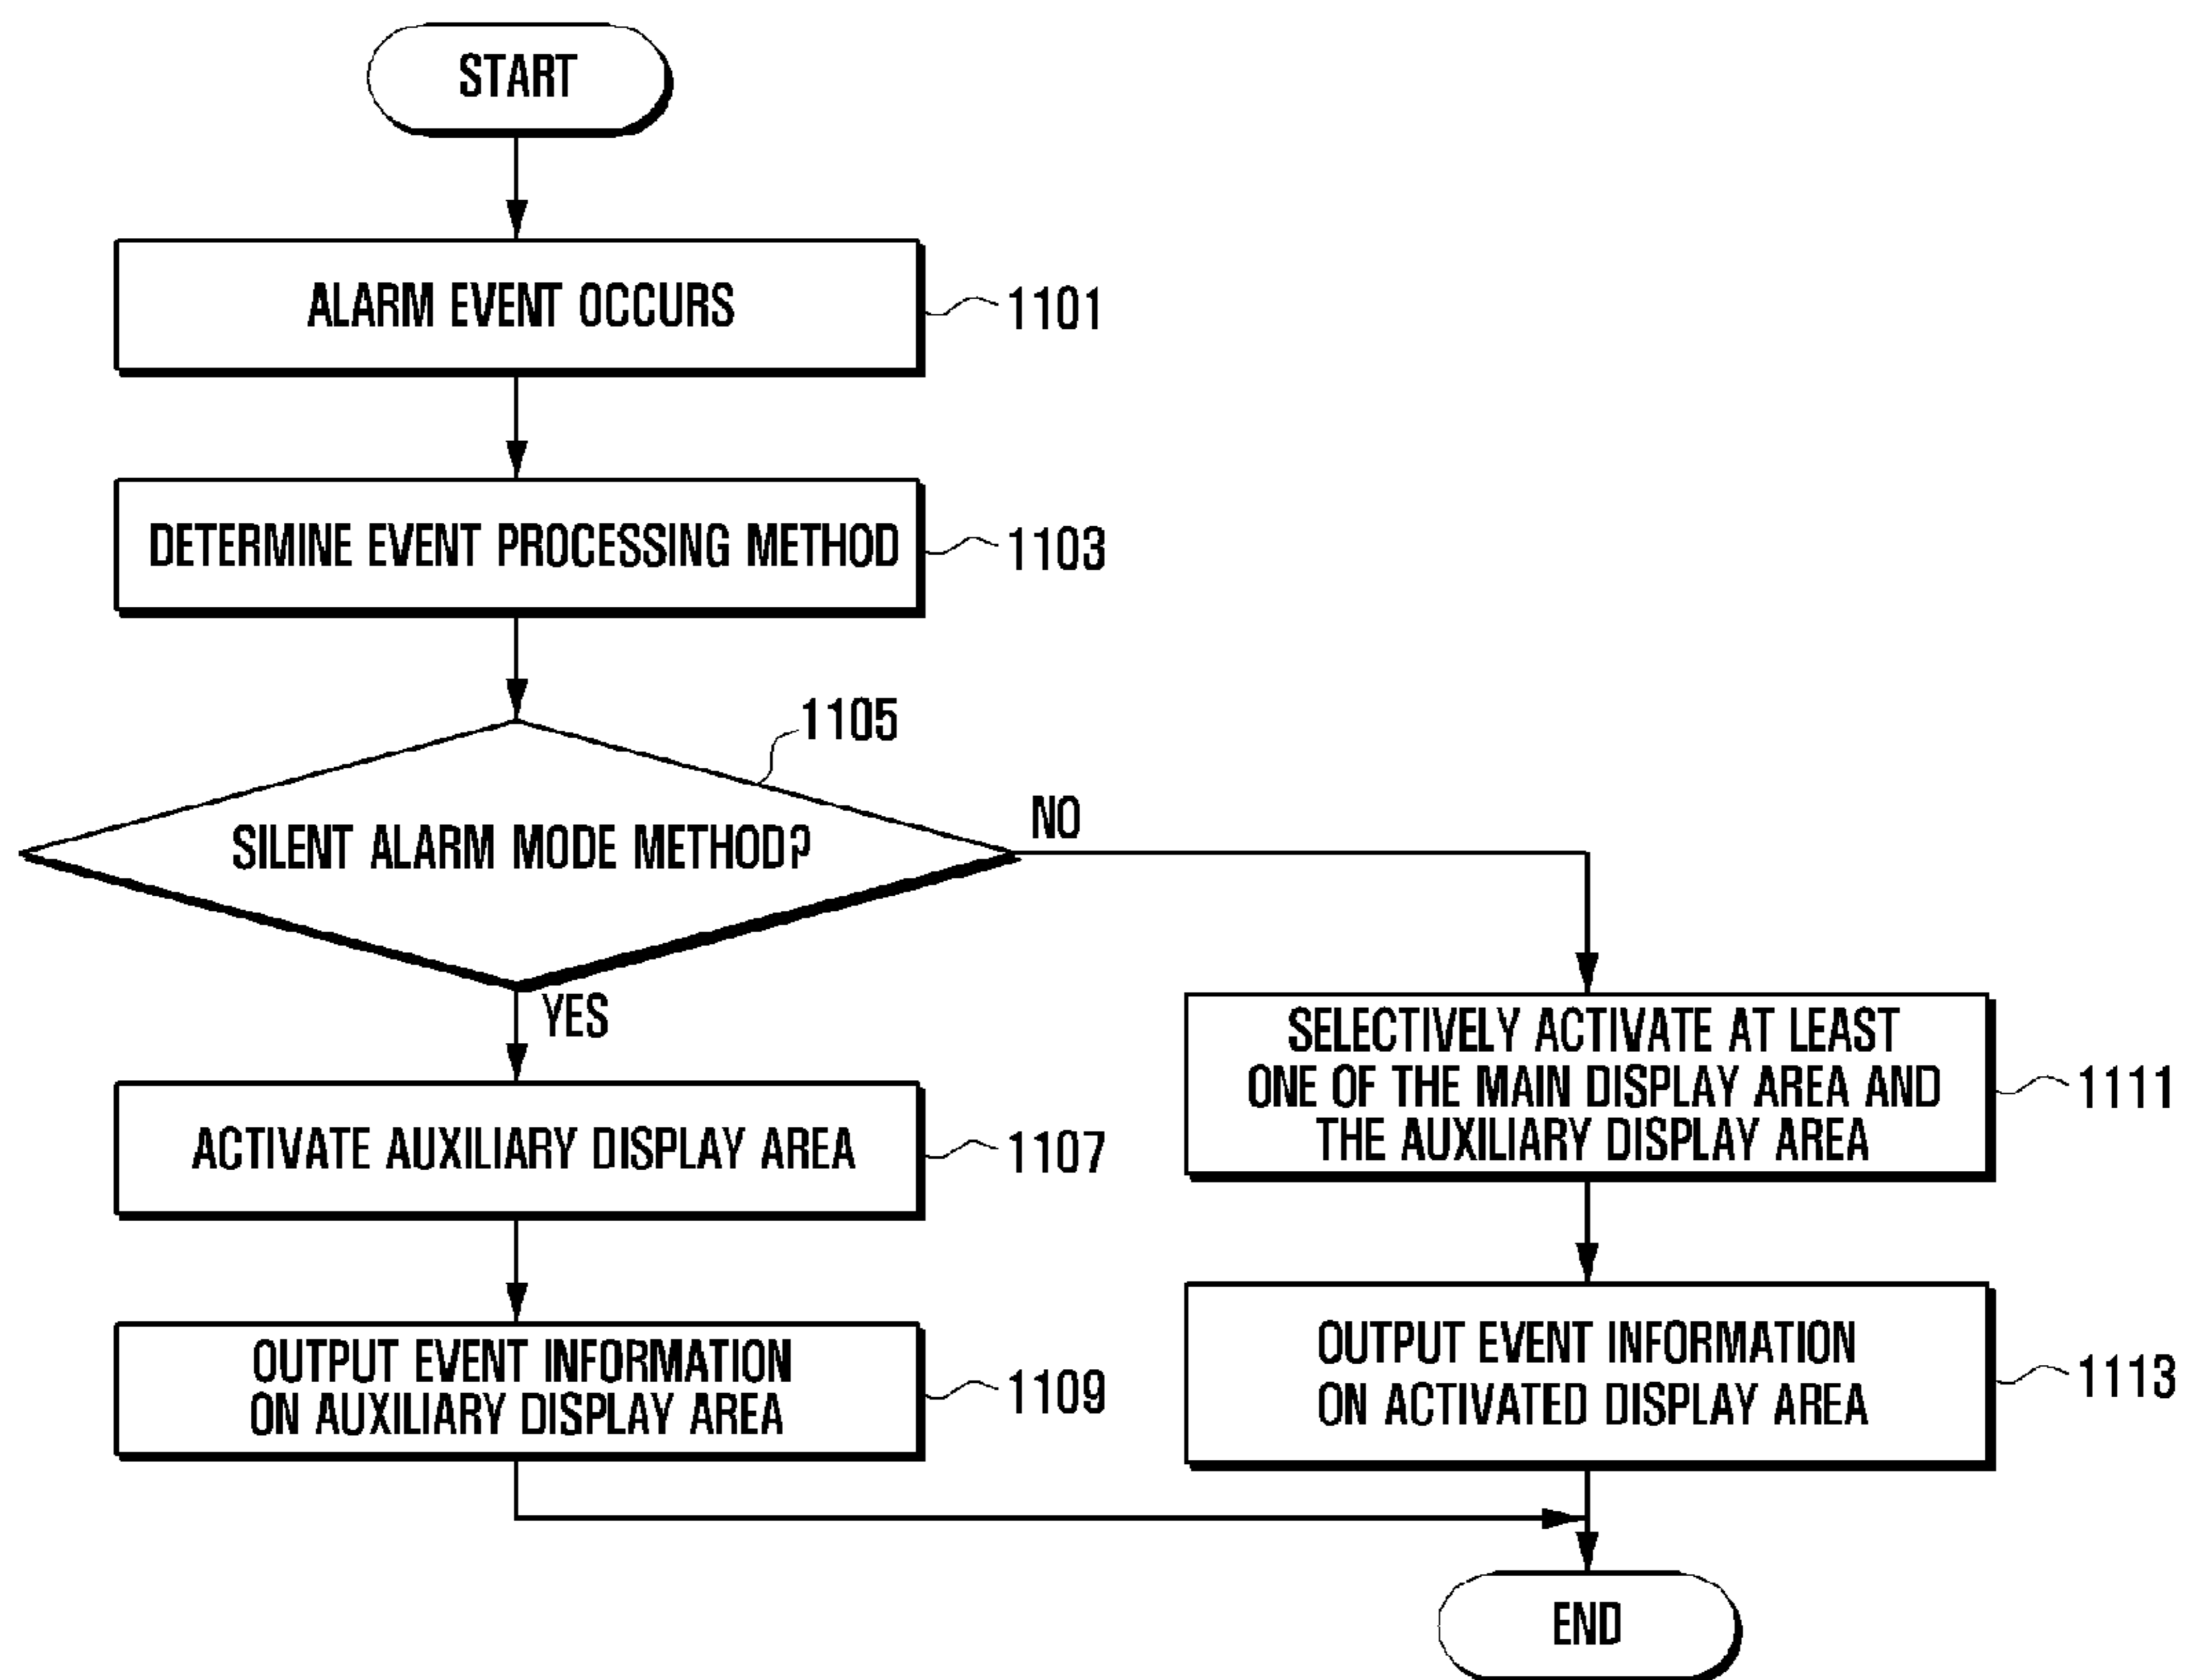 START
ALARM EVENT OCCURS
1101
DETERMINE EVENT PROCESSING METHOD
1103
1105
SILENT ALARM MODE METHOD?
NO
YES
ACTIVATE AUXILIARY DISPLAY AREA
1107
OUTPUT EVENT INFORMATION
ON AUXILIARY DISPLAY AREA
1109
SELECTIVELY ACTIVATE AT LEAST
ONE OF THE MAIN DISPLAY AREA AND
THE AUXILIARY DISPLAY AREA
1111
OUTPUT EVENT INFORMATION
ON ACTIVATED DISPLAY AREA
1113
END